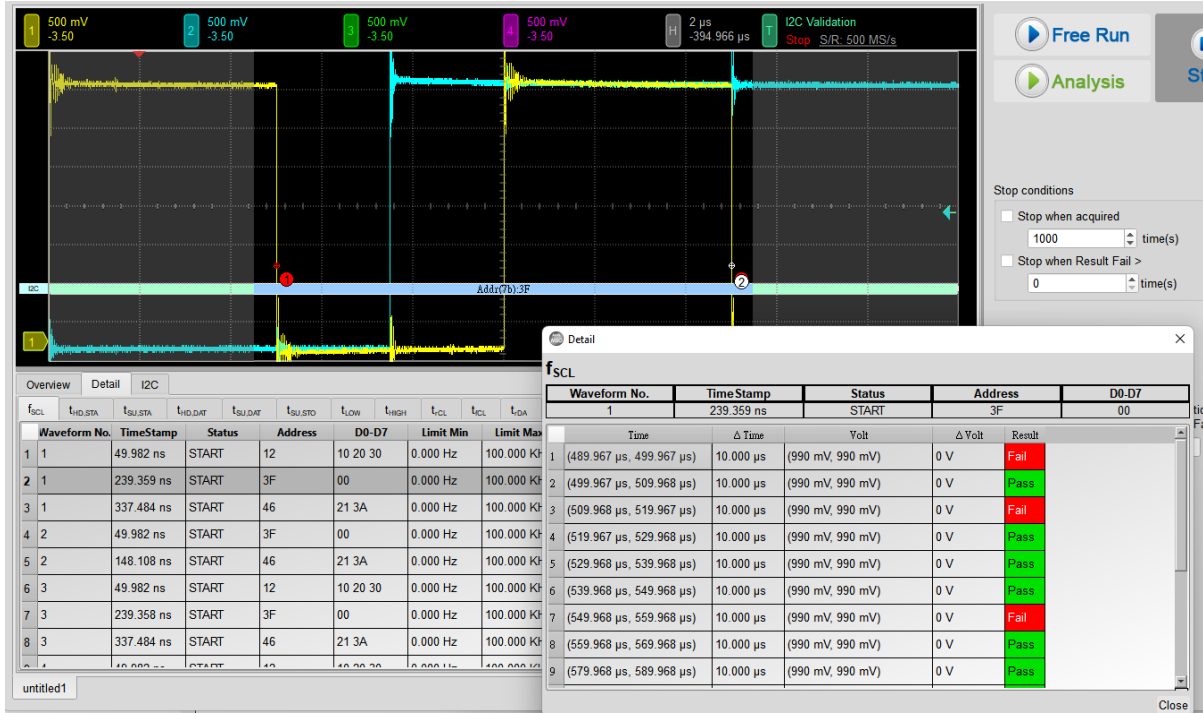 1 500 mV -3.50 2 500 mV -3.50 3 500 mV -3.50 4 500 mV -3.50 H 2 µs -394.966 µs T I2C Validation Stop S/R: 500 MS/s
Free Run
Analysis
St
Stop conditions
Stop when acquired
1000 time(s)
Stop when Result Fail >
0 time(s)
1
2
I2C Addr(7b):3F
1
Overview Detail I2C
fSCL tHD,STA tSU,STA tHD,DAT tSU,DAT tSU,STO tLOW tHIGH trCL tfCL trDA
Waveform No. TimeStamp Status Address D0-D7 Limit Min Limit Max
1 1 49.982 ns START 12 10 20 30 0.000 Hz 100.000 KH
2 1 239.359 ns START 3F 00 0.000 Hz 100.000 KH
3 1 337.484 ns START 46 21 3A 0.000 Hz 100.000 KH
4 2 49.982 ns START 3F 00 0.000 Hz 100.000 KH
5 2 148.108 ns START 46 21 3A 0.000 Hz 100.000 KH
6 3 49.982 ns START 12 10 20 30 0.000 Hz 100.000 KH
7 3 239.358 ns START 3F 00 0.000 Hz 100.000 KH
8 3 337.484 ns START 46 21 3A 0.000 Hz 100.000 KH
untitled1
Detail
fSCL
Waveform No. TimeStamp Status Address D0-D7
1 239.359 ns START 3F 00
Time Δ Time Volt Δ Volt Result
1 (489.967 µs, 499.967 µs) 10.000 µs (990 mV, 990 mV) 0 V Fail
2 (499.967 µs, 509.968 µs) 10.000 µs (990 mV, 990 mV) 0 V Pass
3 (509.968 µs, 519.967 µs) 10.000 µs (990 mV, 990 mV) 0 V Fail
4 (519.967 µs, 529.968 µs) 10.000 µs (990 mV, 990 mV) 0 V Pass
5 (529.968 µs, 539.968 µs) 10.000 µs (990 mV, 990 mV) 0 V Pass
6 (539.968 µs, 549.968 µs) 10.000 µs (990 mV, 990 mV) 0 V Pass
7 (549.968 µs, 559.968 µs) 10.000 µs (990 mV, 990 mV) 0 V Fail
8 (559.968 µs, 569.968 µs) 10.000 µs (990 mV, 990 mV) 0 V Pass
9 (579.968 µs, 589.968 µs) 10.000 µs (990 mV, 990 mV) 0 V Pass
Close